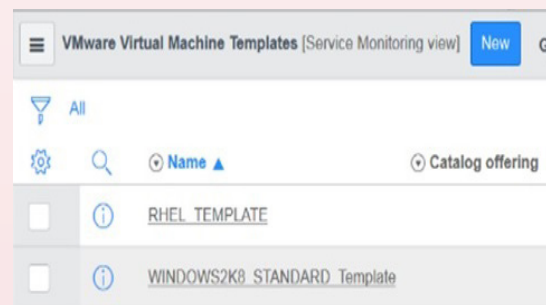 VMware Virtual Machine Templates [Service Monitoring view] New
All
Name Catalog offering
RHEL_TEMPLATE
WINDOWS2K8_STANDARD_Template